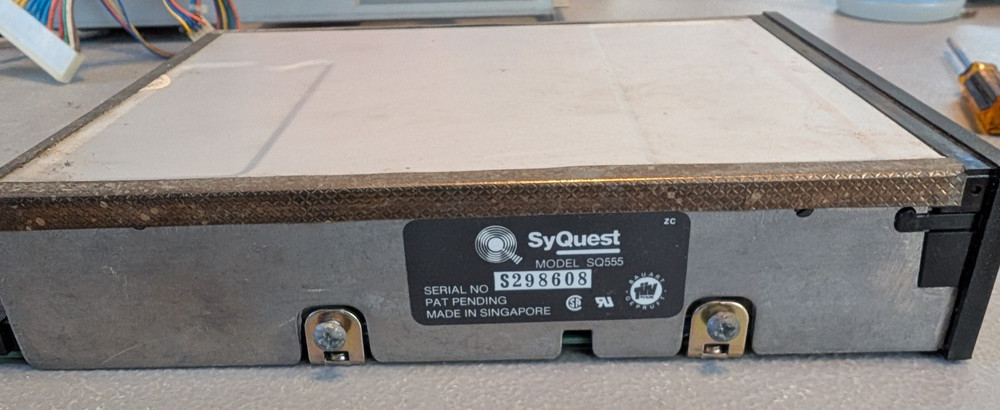 ZC
SyQuest
MODEL SQ555
SERIAL NO S298608
PAT PENDING
MADE IN SINGAPORE